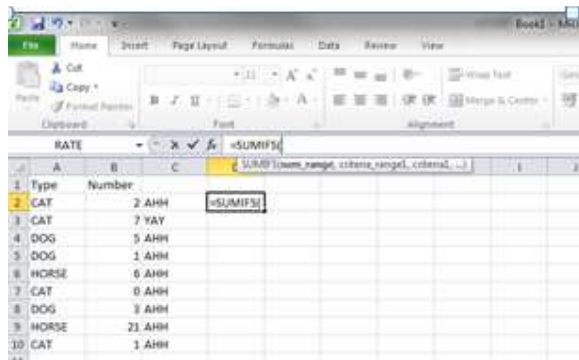 Book1 - Mi
File Home Insert Page Layout Formulas Data Review View
Cut
Copy
Format Painter
Paste
11 A A
Wrap Text
B I U A
Merge & Center
Clipboard Font Alignment
RATE fx =SUMIFS(
SUMIFS(sum_range, criteria_range1, criteria1, ...)
A B C I
1 Type Number
2 CAT 2 AHH =SUMIFS(
3 CAT 7 YAY
4 DOG 5 AHH
5 DOG 1 AHH
6 HORSE 6 AHH
7 CAT 0 AHH
8 DOG 3 AHH
9 HORSE 21 AHH
10 CAT 1 AHH